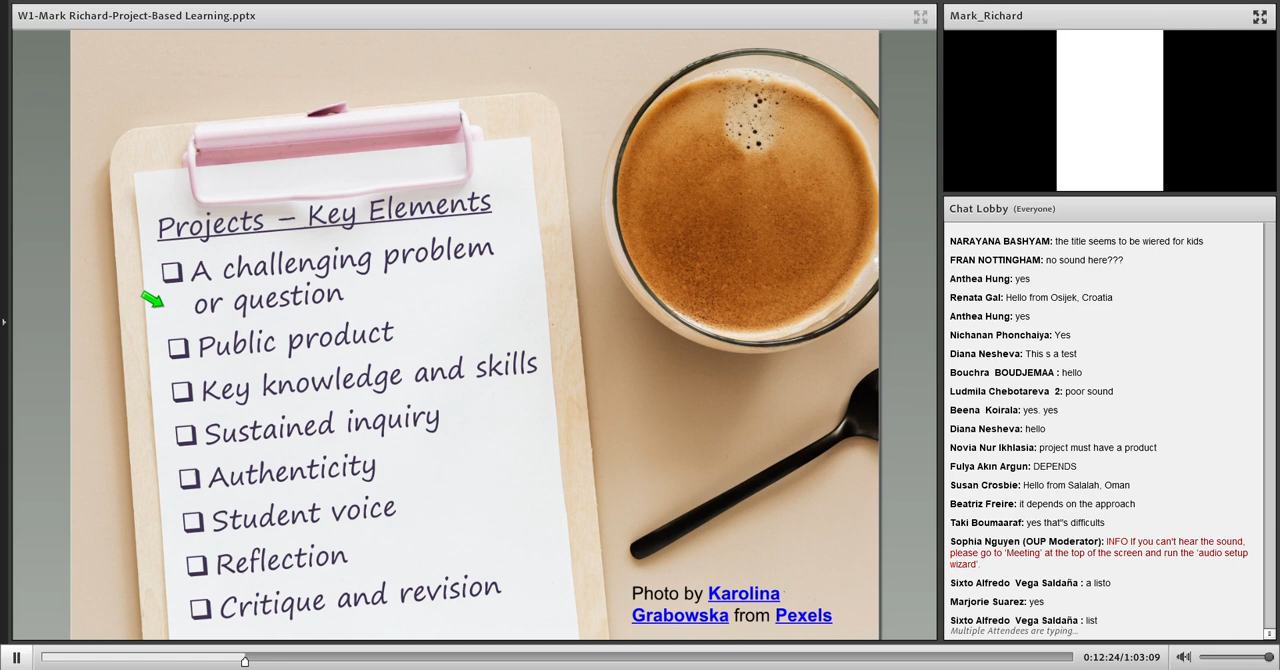 W1-Mark Richard-Project-Based Learning.pptx
Projects – Key Elements
❑ A challenging problem
or question
❑ Public product
❑ Key knowledge and skills
❑ Sustained inquiry
❑ Authenticity
❑ Student voice
❑ Reflection
❑ Critique and revision
Photo by Karolina
Grabowska from Pexels
Mark_Richard
Chat Lobby (Everyone)
NARAYANA BASHYAM: the title seems to be wiered for kids
FRAN NOTTINGHAM: no sound here???
Anthea Hung: yes
Renata Gal: Hello from Osijek, Croatia
Anthea Hung: yes
Nichanan Phonchaiya: Yes
Diana Nesheva: This s a test
Bouchra BOUDJEMAA : hello
Ludmila Chebotareva 2: poor sound
Beena Koirala: yes. yes
Diana Nesheva: hello
Novia Nur Ikhlasia: project must have a product
Fulya Akın Argun: DEPENDS
Susan Crosbie: Hello from Salalah, Oman
Beatriz Freire: it depends on the approach
Taki Boumaaraf: yes that"s difficults
Sophia Nguyen (OUP Moderator): INFO If you can't hear the sound,
please go to 'Meeting' at the top of the screen and run the 'audio setup
wizard'.
Sixto Alfredo Vega Saldaña : a listo
Marjorie Suarez: yes
Sixto Alfredo Vega Saldaña : list
Multiple Attendees are typing...
0:12:24/1:03:09